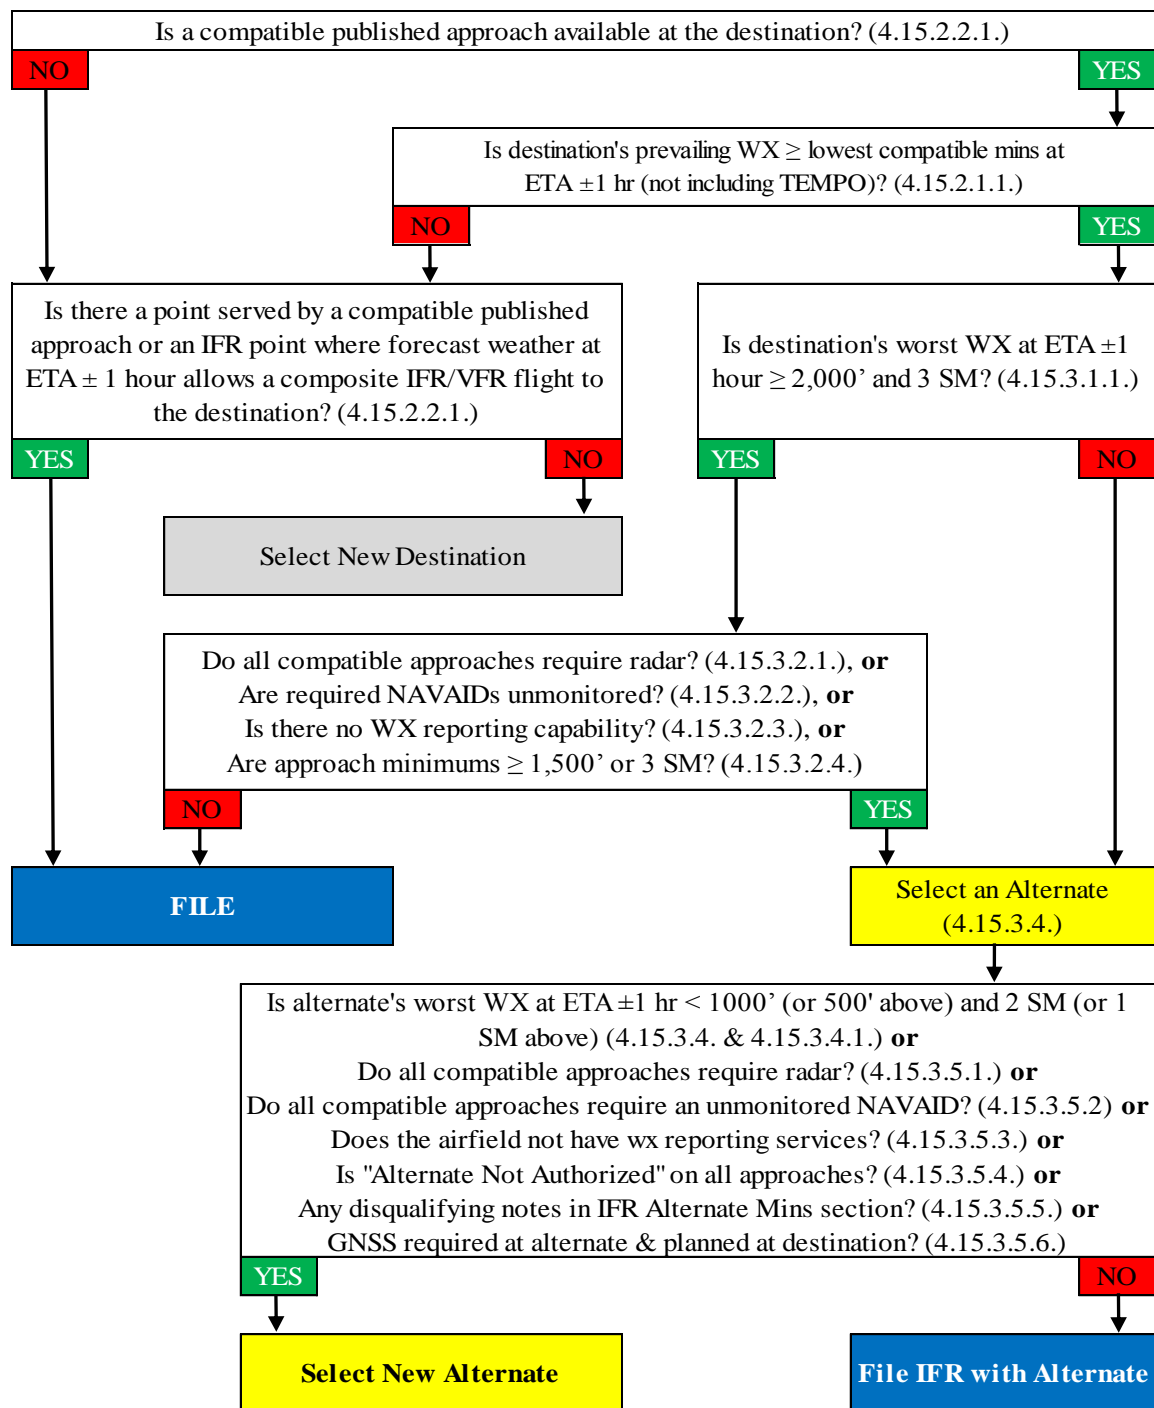 Is a compatible published approach available at the destination? (4.15.2.2.1.)
NO
YES
Is destination's prevailing WX ≥ lowest compatible mins at
ETA ±1 hr (not including TEMPO)? (4.15.2.1.1.)
NO
YES
Is there a point served by a compatible published
approach or an IFR point where forecast weather at
ETA ± 1 hour allows a composite IFR/VFR flight to
the destination? (4.15.2.2.1.)
YES
NO
Is destination's worst WX at ETA ±1
hour ≥ 2,000’ and 3 SM? (4.15.3.1.1.)
YES
NO
Select New Destination
Do all compatible approaches require radar? (4.15.3.2.1.), or
Are required NAVAIDs unmonitored? (4.15.3.2.2.), or
Is there no WX reporting capability? (4.15.3.2.3.), or
Are approach minimums ≥ 1,500’ or 3 SM? (4.15.3.2.4.)
NO
YES
FILE
Select an Alternate
(4.15.3.4.)
Is alternate's worst WX at ETA ±1 hr < 1000’ (or 500' above) and 2 SM (or 1
SM above) (4.15.3.4. & 4.15.3.4.1.) or
Do all compatible approaches require radar? (4.15.3.5.1.) or
Do all compatible approaches require an unmonitored NAVAID? (4.15.3.5.2) or
Does the airfield not have wx reporting services? (4.15.3.5.3.) or
Is "Alternate Not Authorized" on all approaches? (4.15.3.5.4.) or
Any disqualifying notes in IFR Alternate Mins section? (4.15.3.5.5.) or
GNSS required at alternate & planned at destination? (4.15.3.5.6.)
YES
NO
Select New Alternate
File IFR with Alternate